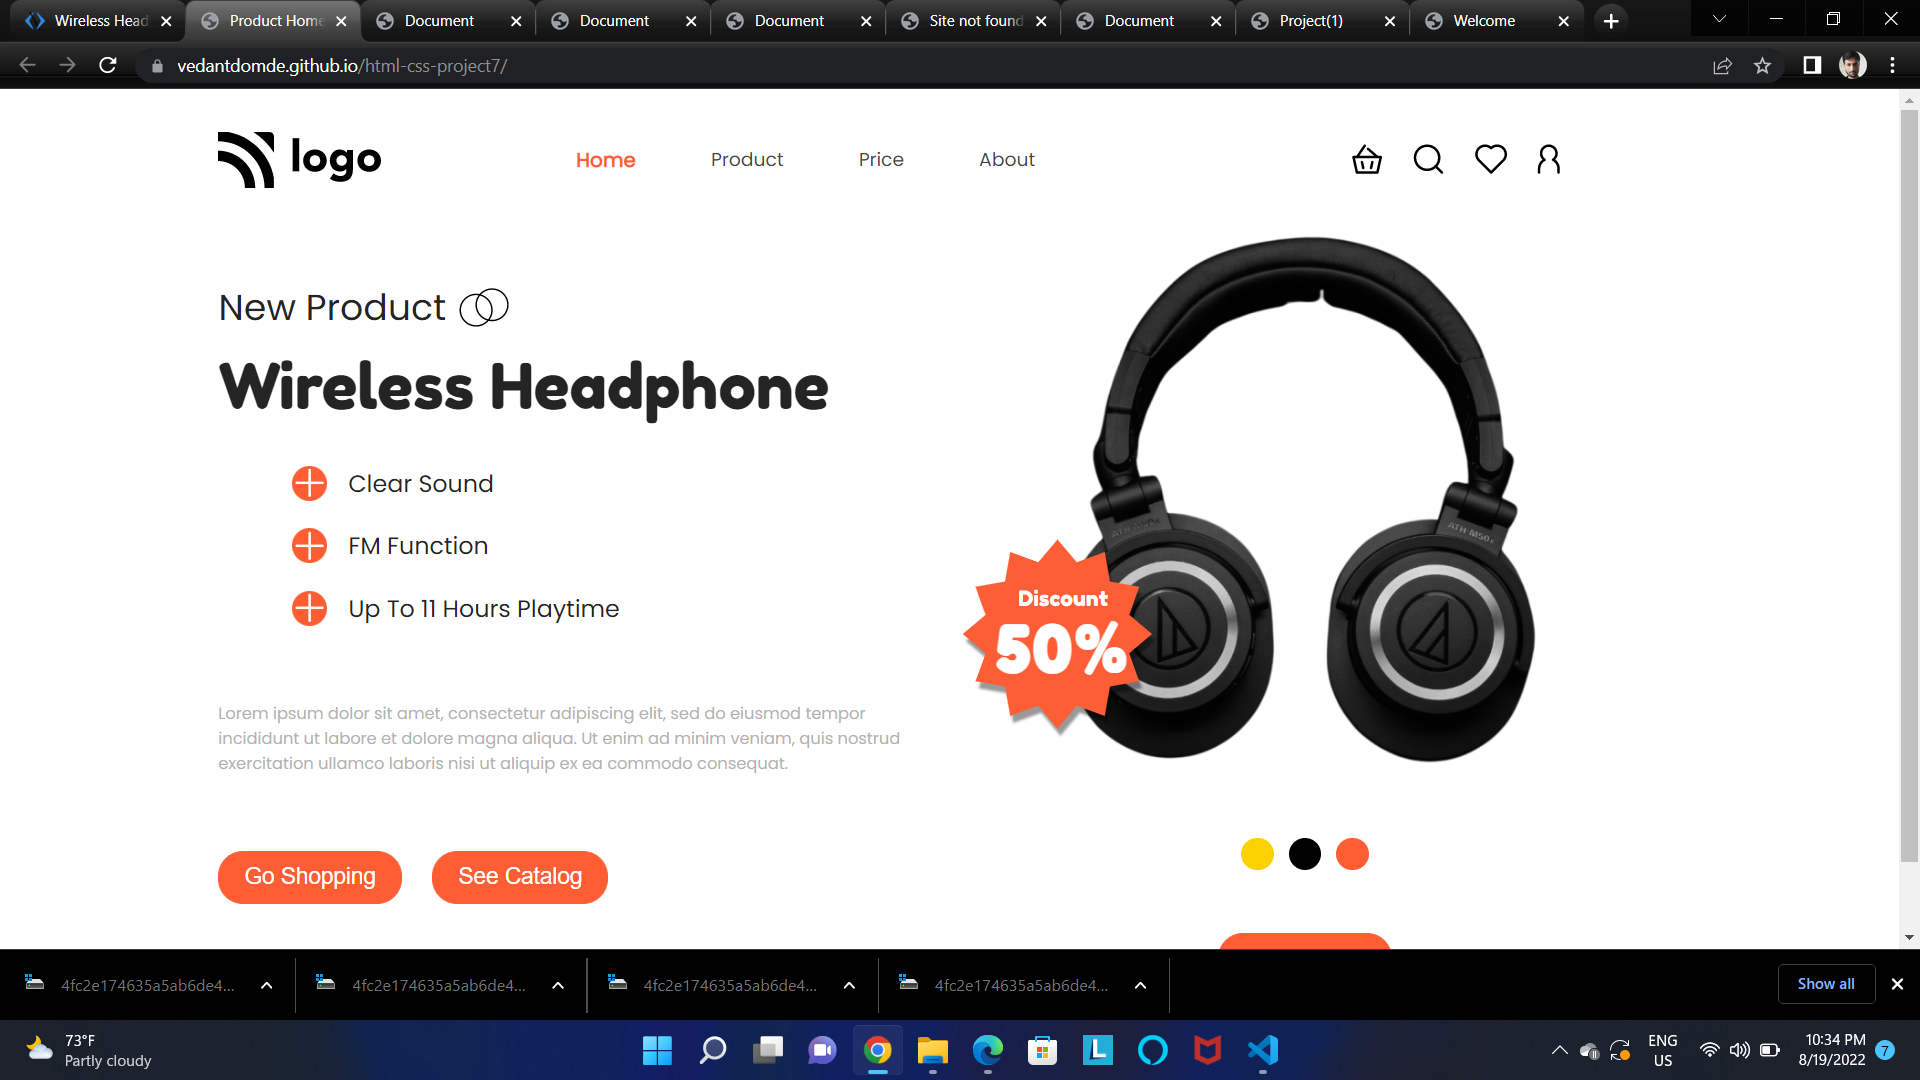 Wireless Head
Product Home
Document
Document
Document
Site not found
Document
Project(1)
Welcome
vedantdomde.github.io/html-css-project7/
logo
Home
Product
Price
About
New Product
Wireless Headphone
Clear Sound
FM Function
Up To 11 Hours Playtime
ATH-M50x
Discount
50%
Lorem ipsum dolor sit amet, consectetur adipiscing elit, sed do eiusmod tempor
incididunt ut labore et dolore magna aliqua. Ut enim ad minim veniam, quis nostrud
exercitation ullamco laboris nisi ut aliquip ex ea commodo consequat.
Go Shopping
See Catalog
4fc2e174635a5ab6de4...
4fc2e174635a5ab6de4...
4fc2e174635a5ab6de4...
4fc2e174635a5ab6de4...
Show all
73°F
Partly cloudy
L
ENG
US
10:34 PM
8/19/2022
7